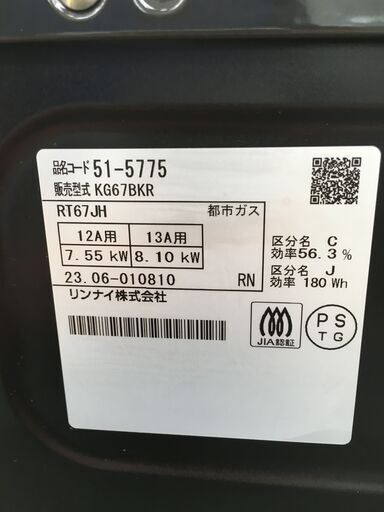 品名コード 51-5775
販売型式 KG67BKR
RT67JH 都市ガス
12A用 13A用
7.55 kW 8.10 kW
23.06-010810 RN
リンナイ株式会社
区分名 C
効率56.3%
区分名 J
効率 180 Wh
JIA認証
PS
TG